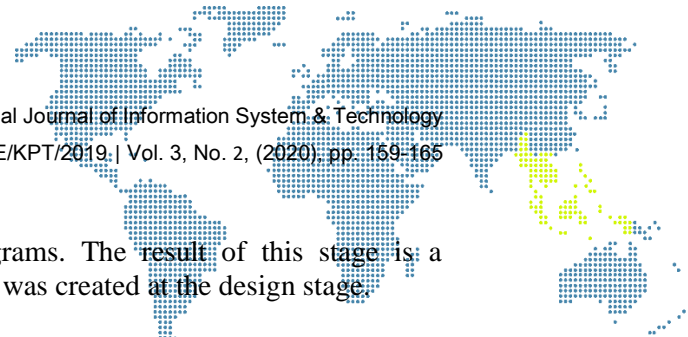 al Journal of Information System & Technology
E/KPT/2019 | Vol. 3, No. 2, (2020), pp. 159-165
grams. The result of this stage is a
was created at the design stage.